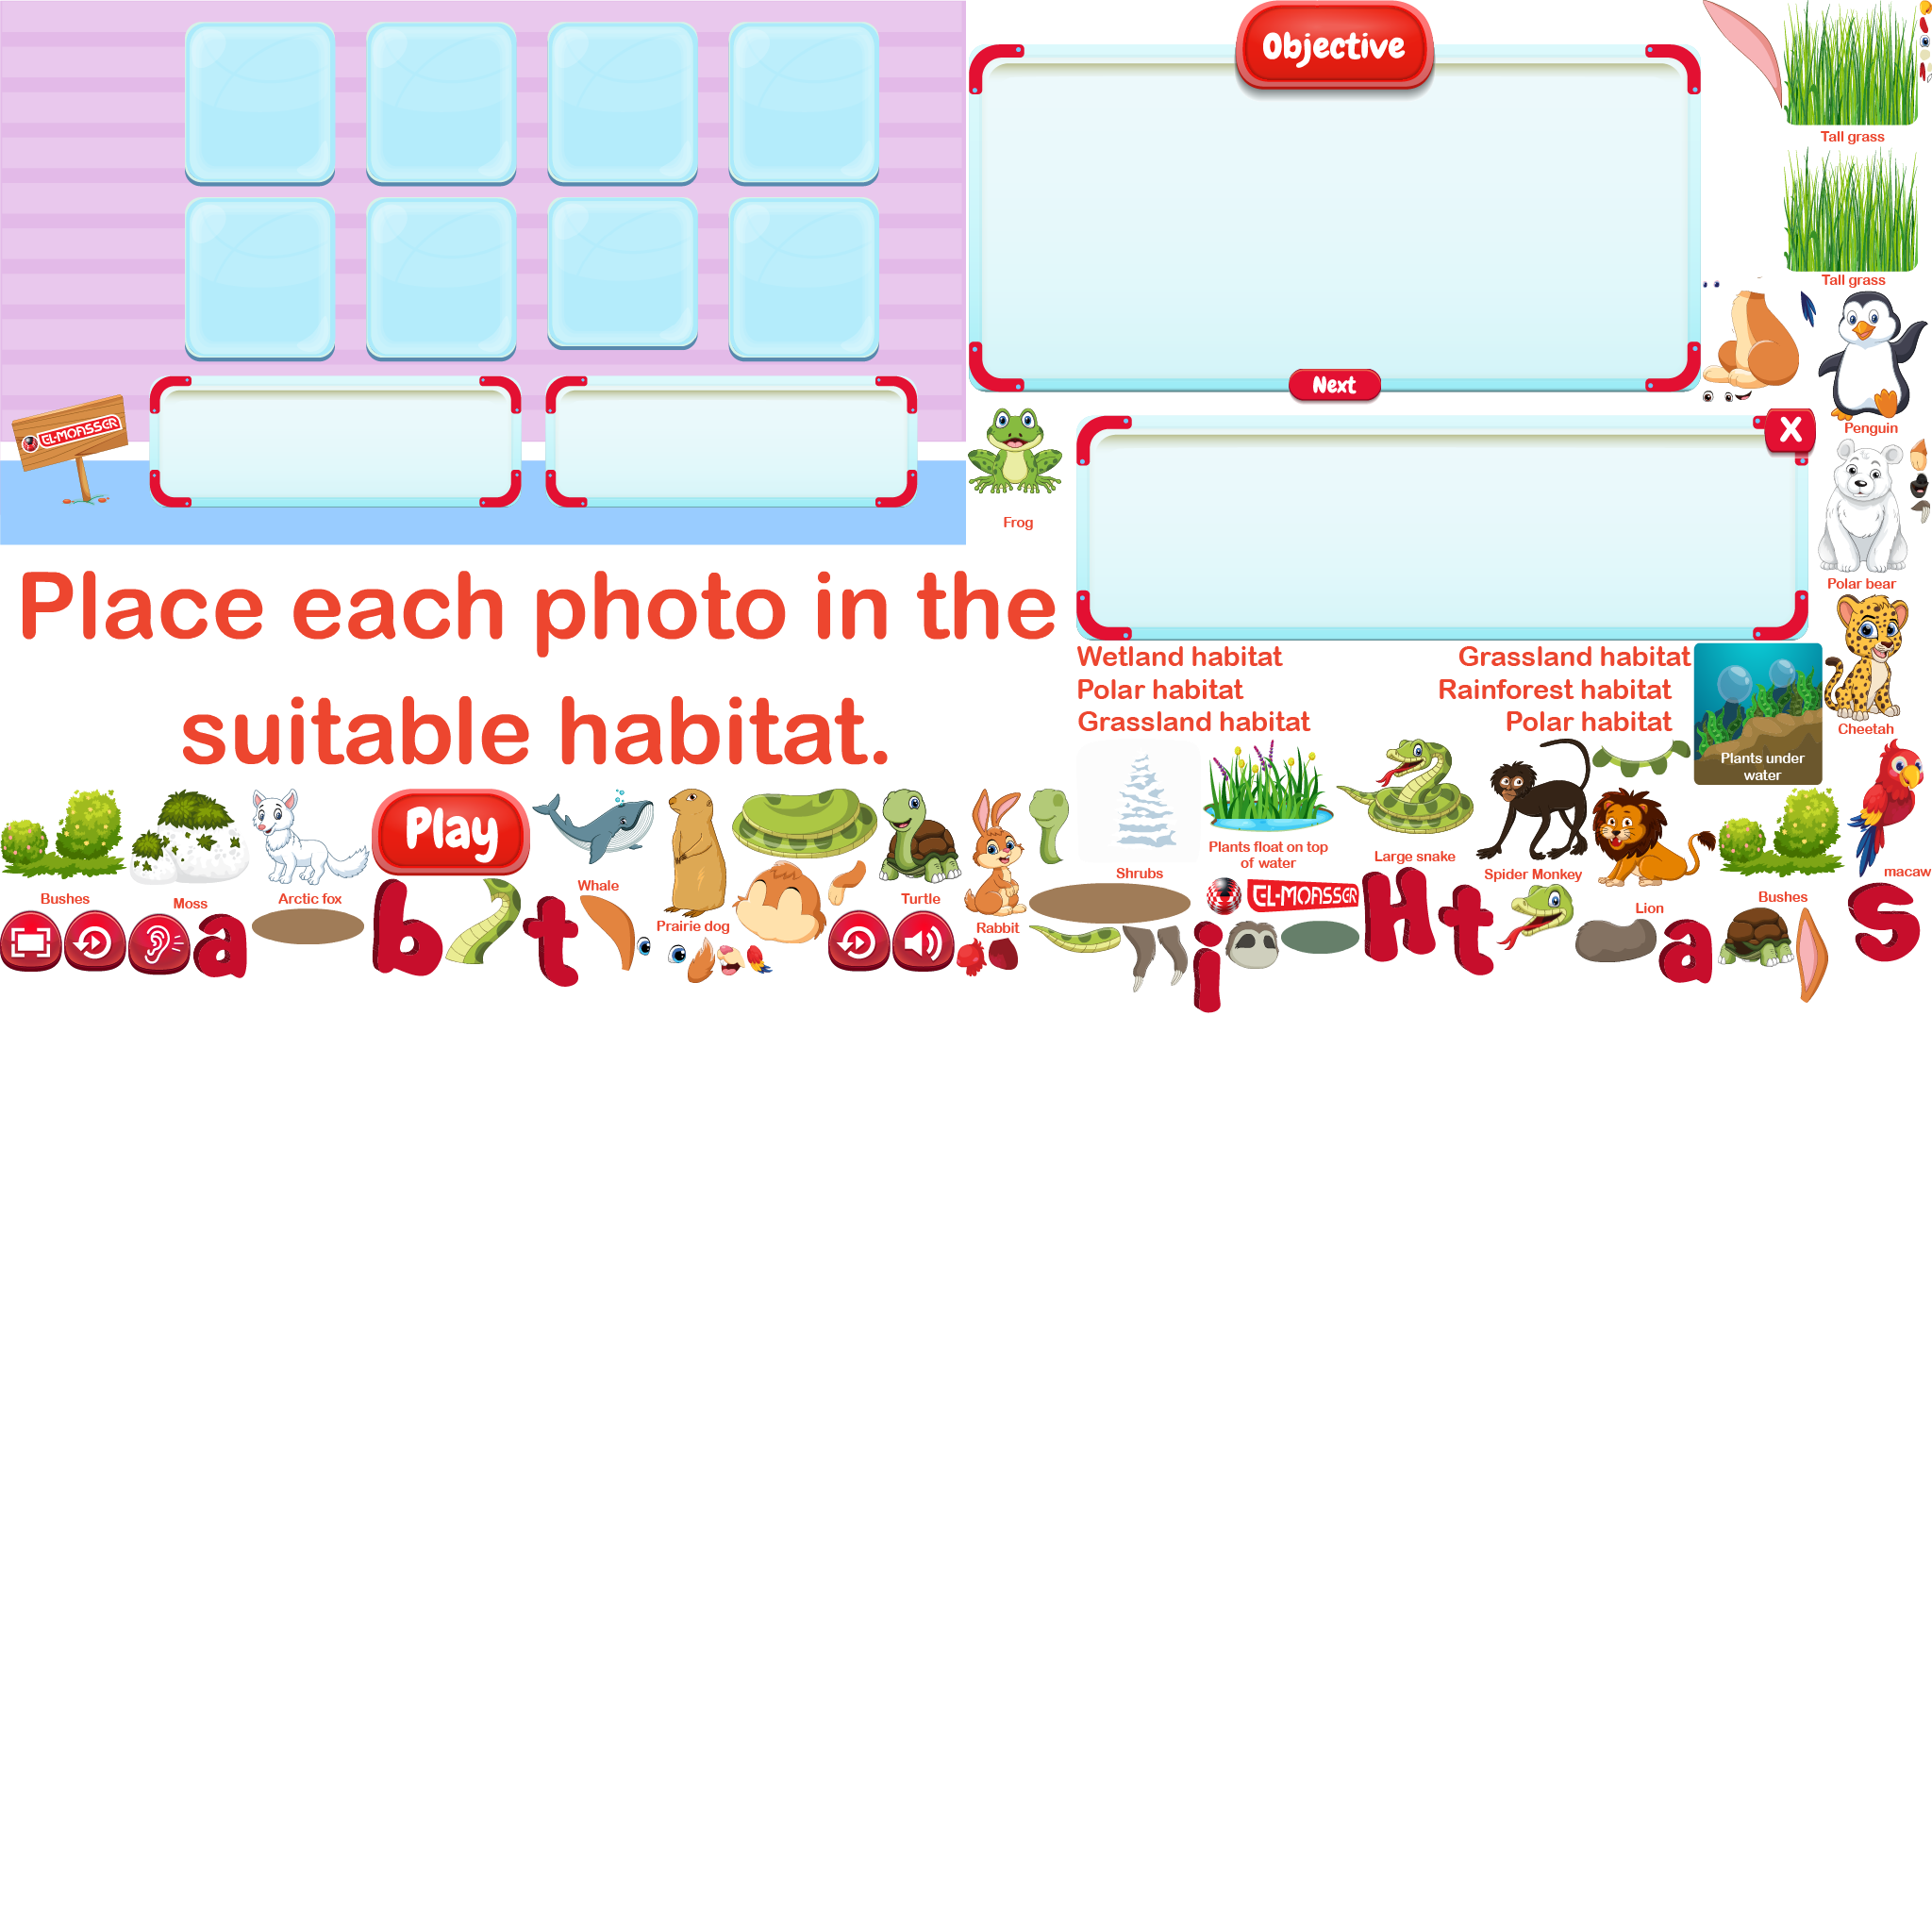 Objective
Tall grass
Tall grass
Next
EL-MOASSER
Penguin
X
Frog
Polar bear
Place each photo in the
suitable habitat.
Wetland habitat
Polar habitat
Grassland habitat
Grassland habitat
Rainforest habitat
Polar habitat
Cheetah
Plants under
water
Play
Plants float on top
of water
Large snake
Shrubs
Spider Monkey
macaw
Bushes
Moss
Arctic fox
Whale
Prairie dog
Turtle
Rabbit
EL-MOASSER
Lion
Bushes
a
b
t
i
H
t
a
S